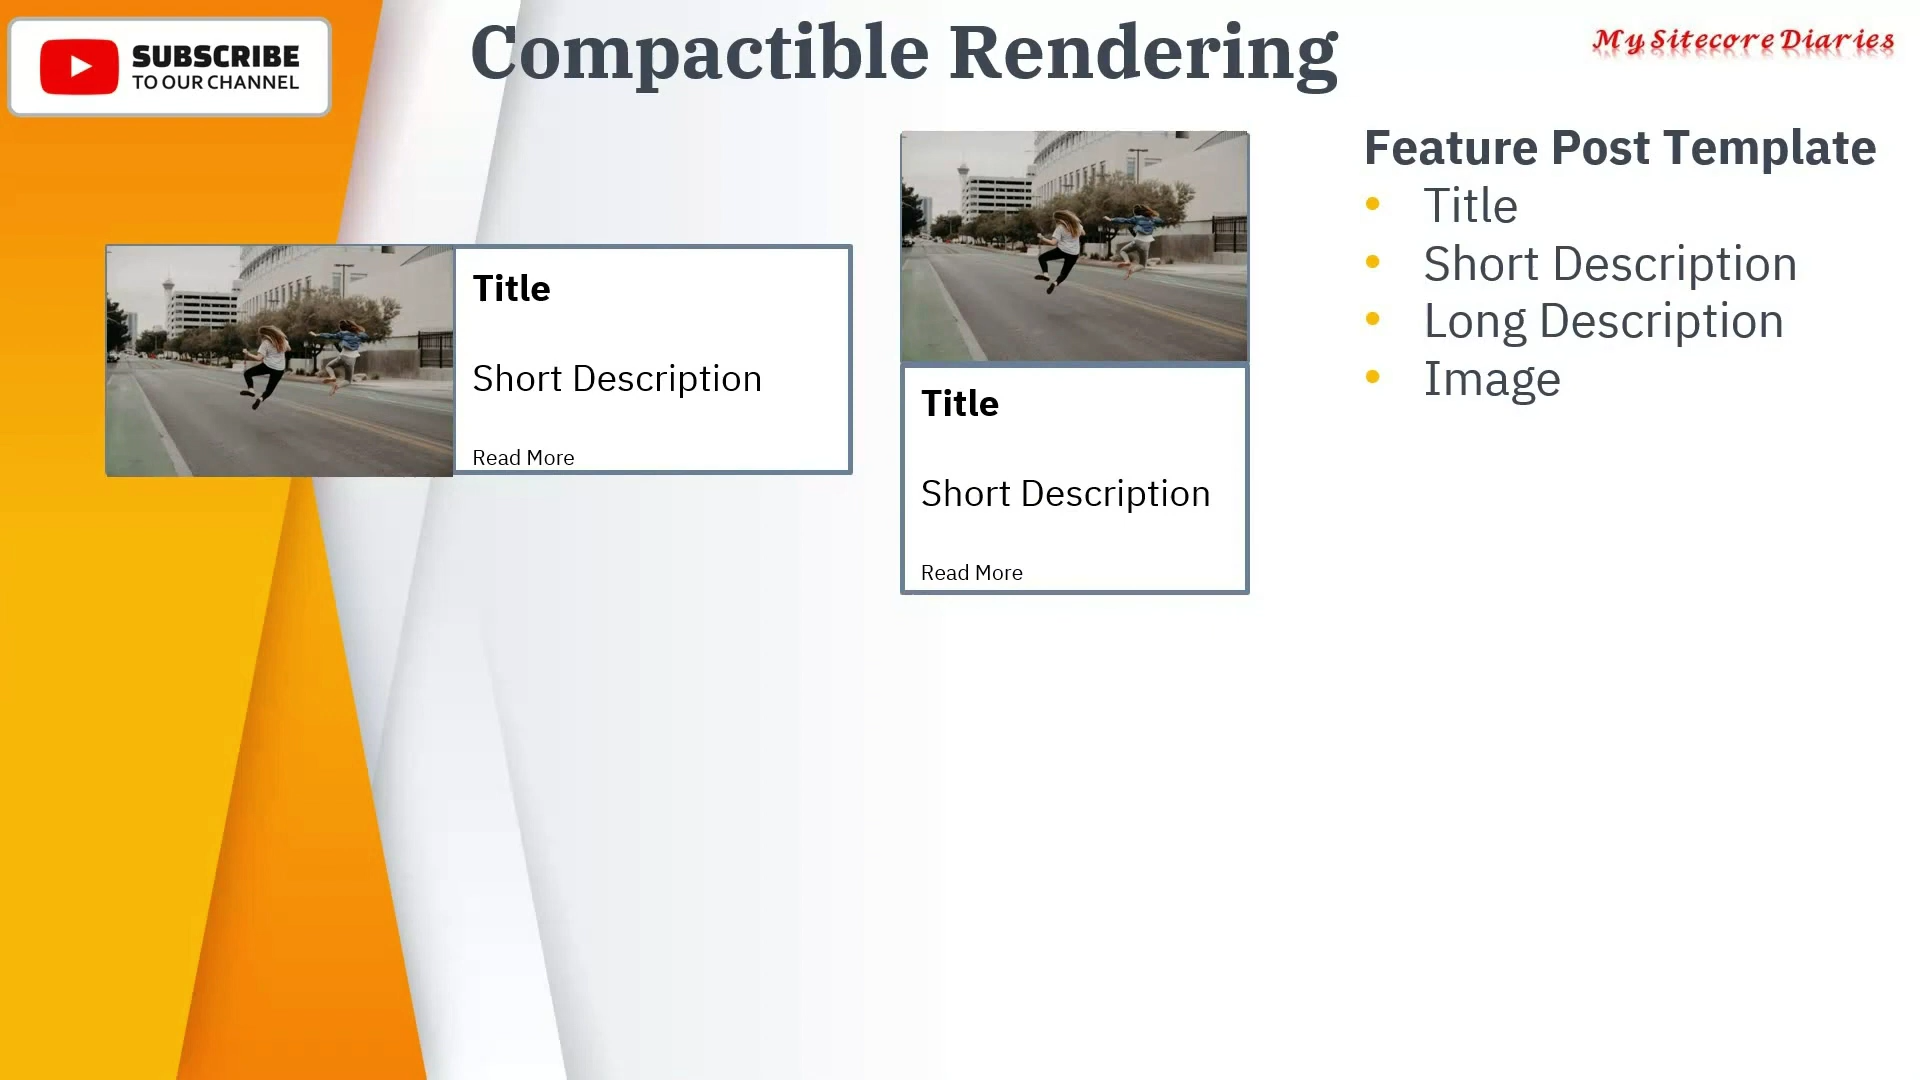 SUBSCRIBE
TO OUR CHANNEL
Compactible Rendering
My Sitecore Diaries
Title
Short Description
Read More
Title
Short Description
Read More
Feature Post Template
• Title
• Short Description
• Long Description
• Image